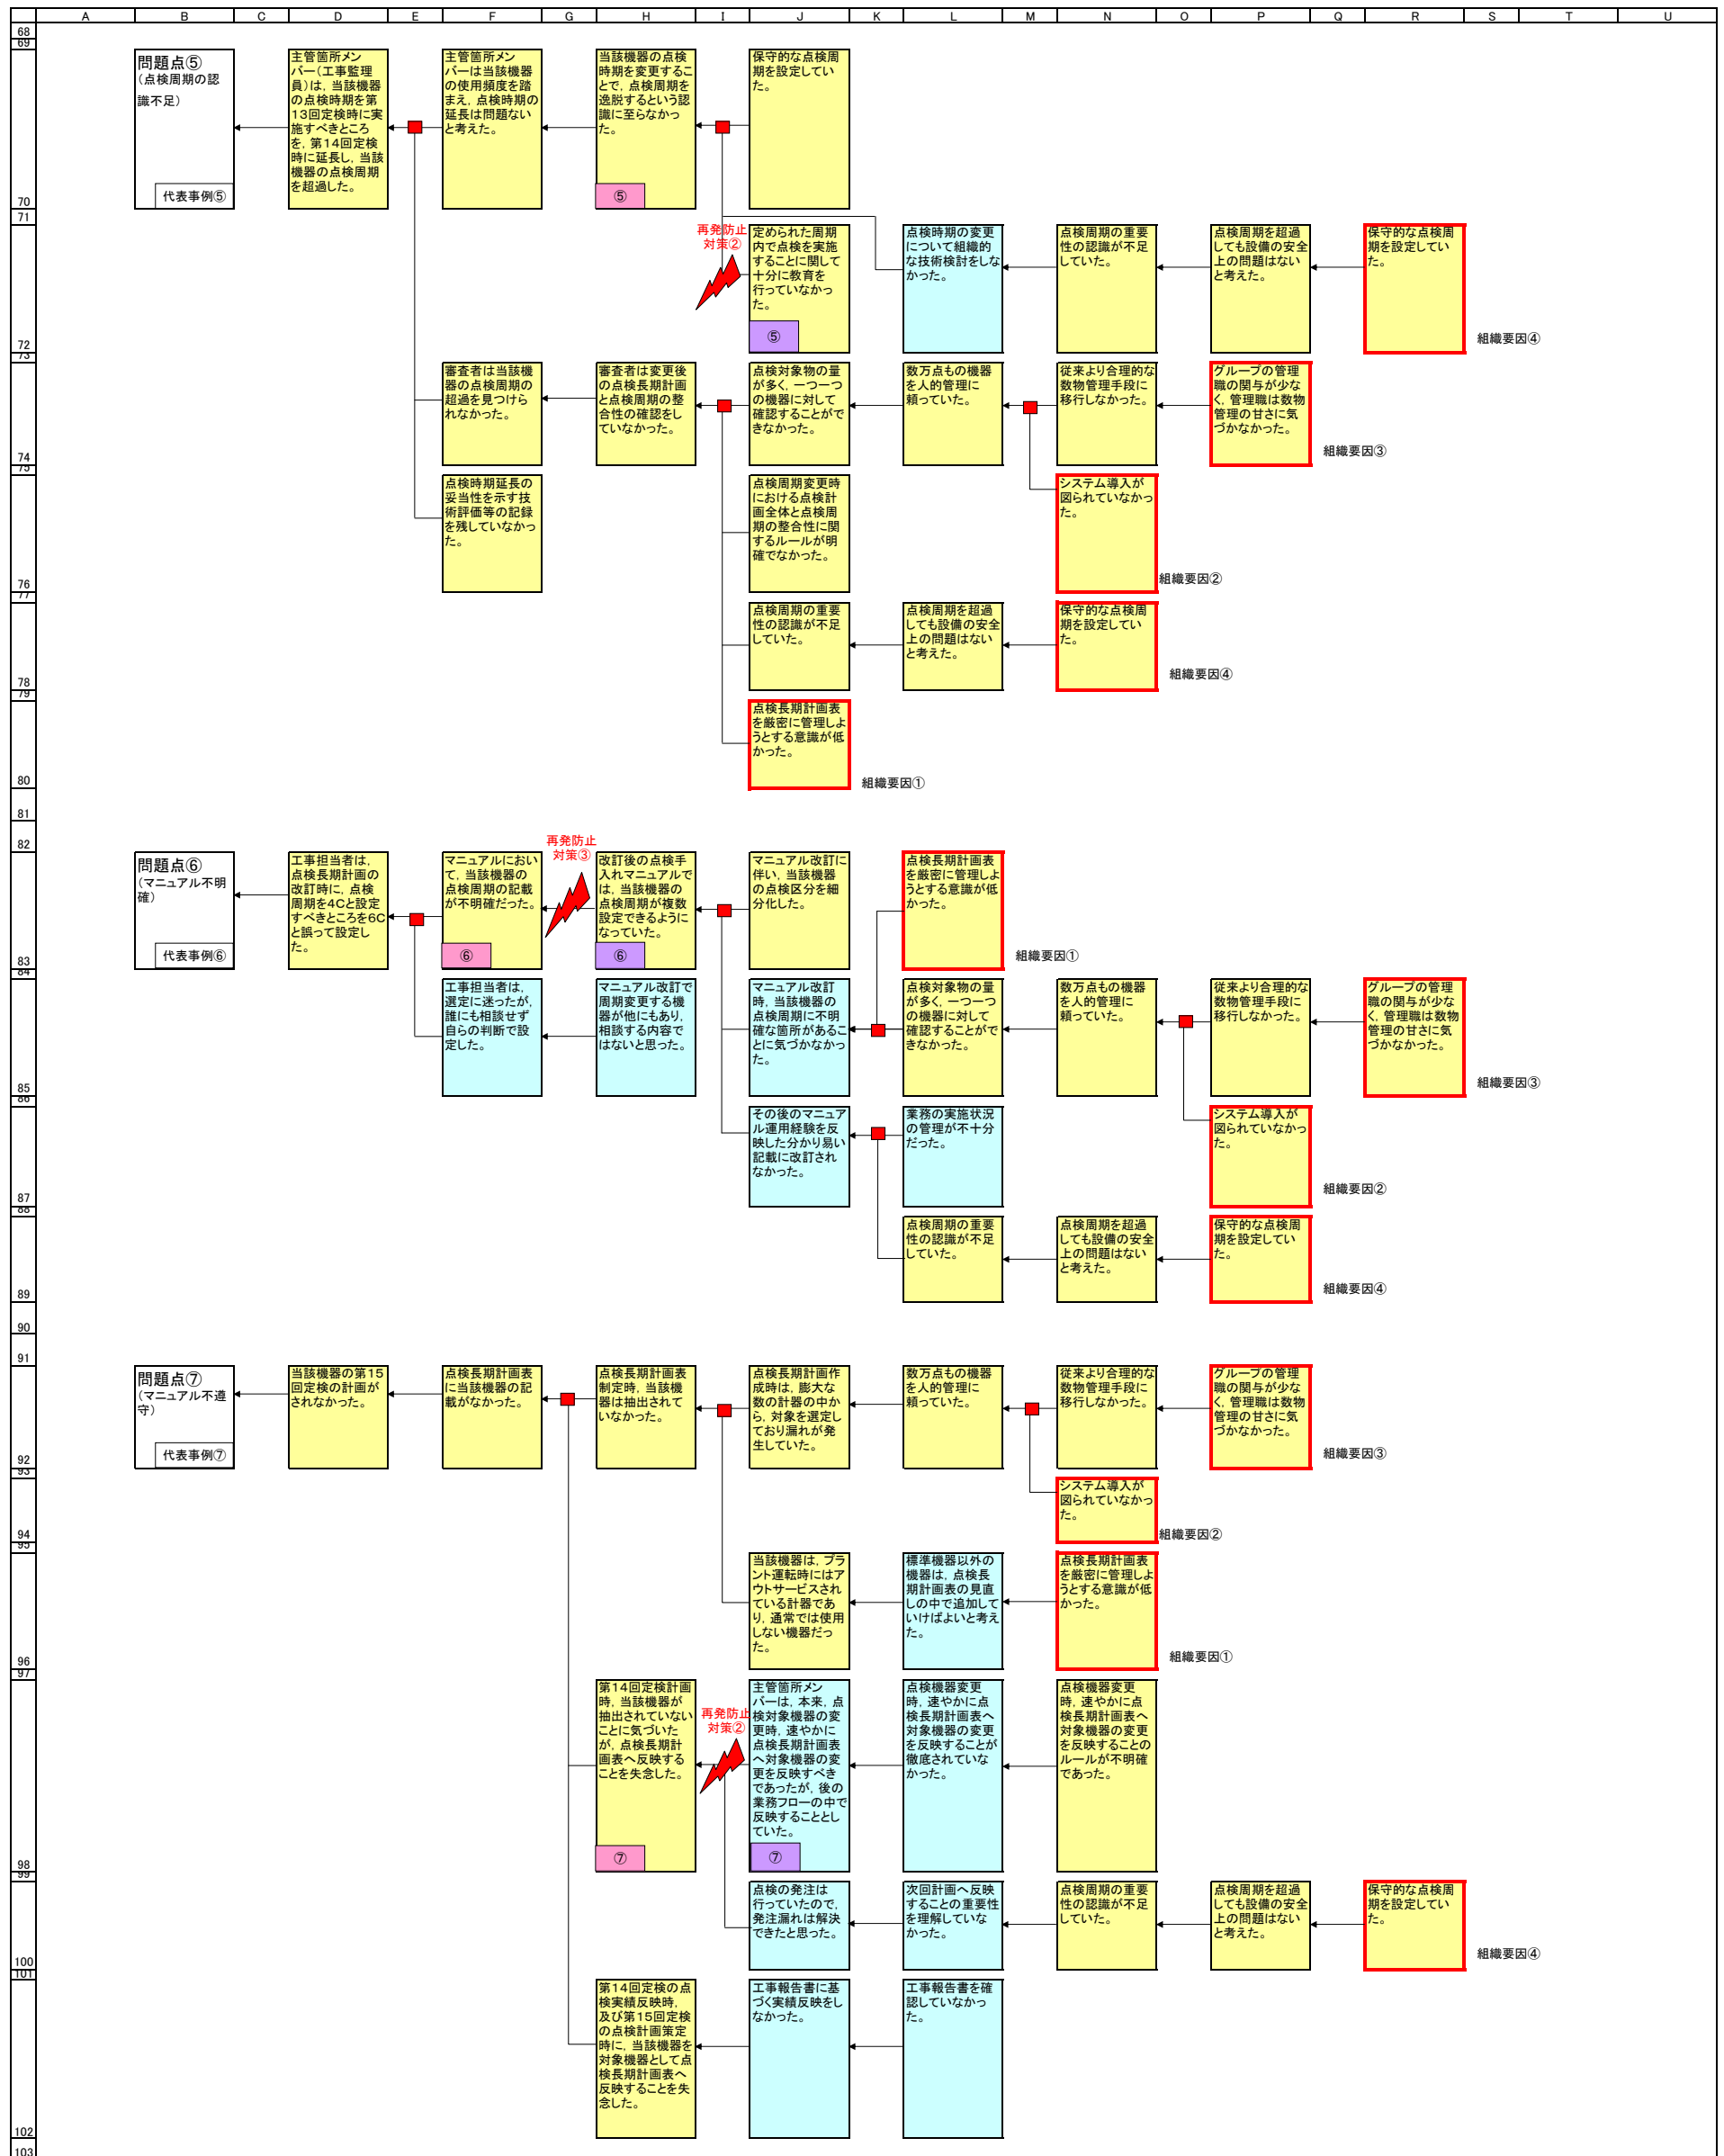 A B C D E F G H I J K L M N O P Q R S T U
68
69
問題点⑤
(点検周期の認
識不足)
代表事例⑤
主管箇所メン
バー(工事監理
員)は，当該機器
の点検時期を第
13回定検時に実
施すべきところ
を，第14回定検
時に延長し，当該
機器の点検周期
を超過した。
主管箇所メン
バーは当該機器
の使用頻度を踏
まえ，点検時期の
延長は問題ない
と考えた。
当該機器の点検
時期を変更するこ
とで，点検周期を
逸脱するという認
識に至らなかっ
た。
⑤
保守的な点検周
期を設定してい
た。
70
71
再発防止
対策②
定められた周期
内で点検を実施
することに関して
十分に教育を
行っていなかっ
た。
⑤
点検時期の変更
について組織的
な技術検討をしな
かった。
点検周期の重要
性の認識が不足
していた。
点検周期を超過
しても設備の安全
上の問題はない
と考えた。
保守的な点検周
期を設定してい
た。
組織要因④
72
73
審査者は当該機
器の点検周期の
超過を見つけら
れなかった。
審査者は変更後
の点検長期計画
と点検周期の整
合性の確認をし
ていなかった。
点検対象物の量
が多く，一つ一つ
の機器に対して
確認することがで
きなかった。
数万点もの機器
を人的管理に
頼っていた。
従来より合理的な
数物管理手段に
移行しなかった。
グループの管理
職の関与が少な
く，管理職は数物
管理の甘さに気
づかなかった。
組織要因③
74
75
点検時期延長の
妥当性を示す技
術評価等の記録
を残していなかっ
た。
点検周期変更時
における点検計
画全体と点検周
期の整合性に関
するルールが明
確でなかった。
システム導入が
図られていなかっ
た。
組織要因②
76
77
点検周期の重要
性の認識が不足
していた。
点検周期を超過
しても設備の安全
上の問題はない
と考えた。
保守的な点検周
期を設定してい
た。
組織要因④
78
79
点検長期計画表
を厳密に管理しよ
うとする意識が低
かった。
組織要因①
80
81
82
問題点⑥
(マニュアル不明
確)
代表事例⑥
工事担当者は，
点検長期計画の
改訂時に，点検
周期を4Cと設定
すべきところを6C
と誤って設定し
た。
マニュアルにおい
て，当該機器の
点検周期の記載
が不明確だった。
⑥
再発防止
対策③
改訂後の点検手
入れマニュアルで
は，当該機器の
点検周期が複数
設定できるように
なっていた。
⑥
マニュアル改訂に
伴い，当該機器
の点検区分を細
分化した。
点検長期計画表
を厳密に管理しよ
うとする意識が低
かった。
組織要因①
83
84
工事担当者は，
選定に迷ったが，
誰にも相談せず
自らの判断で設
定した。
マニュアル改訂で
周期変更する機
器が他にもあり，
相談する内容で
はないと思った。
マニュアル改訂
時，当該機器の
点検周期に不明
確な箇所があるこ
とに気づかなかっ
た。
点検対象物の量
が多く，一つ一つ
の機器に対して
確認することがで
きなかった。
数万点もの機器
を人的管理に
頼っていた。
従来より合理的な
数物管理手段に
移行しなかった。
グループの管理
職の関与が少な
く，管理職は数物
管理の甘さに気
づかなかった。
組織要因③
85
86
その後のマニュア
ル運用経験を反
映した分かり易い
記載に改訂され
なかった。
業務の実施状況
の管理が不十分
だった。
システム導入が
図られていなかっ
た。
組織要因②
87
88
点検周期の重要
性の認識が不足
していた。
点検周期を超過
しても設備の安全
上の問題はない
と考えた。
保守的な点検周
期を設定してい
た。
組織要因④
89
90
91
問題点⑦
(マニュアル不遵
守)
代表事例⑦
当該機器の第15
回定検の計画が
されなかった。
点検長期計画表
に当該機器の記
載がなかった。
点検長期計画表
制定時，当該機
器は抽出されて
いなかった。
点検長期計画作
成時は，膨大な
数の計器の中か
ら，対象を選定し
ており漏れが発
生していた。
数万点もの機器
を人的管理に
頼っていた。
従来より合理的な
数物管理手段に
移行しなかった。
グループの管理
職の関与が少な
く，管理職は数物
管理の甘さに気
づかなかった。
組織要因③
92
93
システム導入が
図られていなかっ
た。
組織要因②
94
95
当該機器は，プラ
ント運転時にはア
ウトサービスされ
ている計器であ
り，通常では使用
しない機器だっ
た。
標準機器以外の
機器は，点検長
期計画表の見直
しの中で追加して
いけばよいと考え
た。
点検長期計画表
を厳密に管理しよ
うとする意識が低
かった。
組織要因①
96
97
第14回定検計画
時，当該機器が
抽出されていない
ことに気づいた
が，点検長期計
画表へ反映する
ことを失念した。
⑦
再発防止
対策②
主管箇所メン
バーは，本来，点
検対象機器の変
更時，速やかに
点検長期計画表
へ対象機器の変
更を反映すべき
であったが，後の
業務フローの中で
反映することとし
ていた。
⑦
点検機器変更
時，速やかに点
検長期計画表へ
対象機器の変更
を反映することが
徹底されていな
かった。
点検機器変更
時，速やかに点
検長期計画表へ
対象機器の変更
を反映することの
ルールが不明確
であった。
98
99
点検の発注は
行っていたので，
発注漏れは解決
できたと思った。
次回計画へ反映
することの重要性
を理解していな
かった。
点検周期の重要
性の認識が不足
していた。
点検周期を超過
しても設備の安全
上の問題はない
と考えた。
保守的な点検周
期を設定してい
た。
組織要因④
100
101
第14回定検の点
検実績反映時，
及び第15回定検
の点検計画策定
時に，当該機器を
対象機器として点
検長期計画表へ
反映することを失
念した。
工事報告書に基
づく実績反映をし
なかった。
工事報告書を確
認していなかっ
た。
102
103